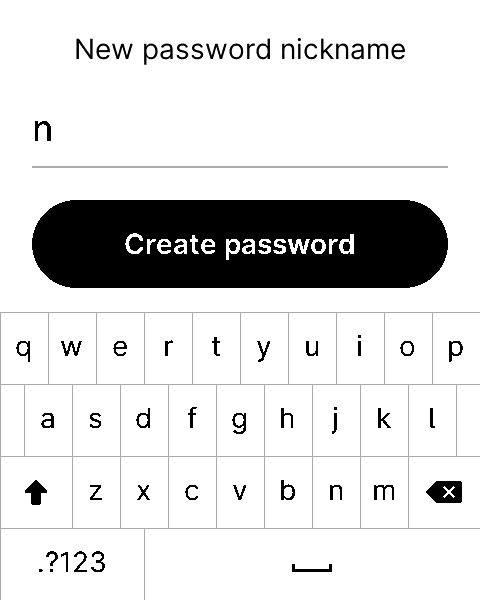 New password nickname
n
Create password
q w e r t y u i o p
a s d f g h j k l
z x c v b n m
.?123